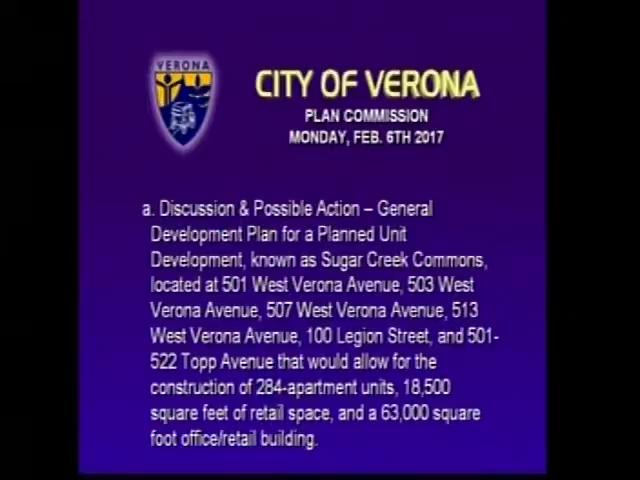 VERONA
CITY OF VERONA
PLAN COMMISSION
MONDAY, FEB. 6TH 2017
a. Discussion & Possible Action – General
Development Plan for a Planned Unit
Development, known as Sugar Creek Commons,
located at 501 West Verona Avenue, 503 West
Verona Avenue, 507 West Verona Avenue, 513
West Verona Avenue, 100 Legion Street, and 501-
522 Topp Avenue that would allow for the
construction of 284-apartment units, 18,500
square feet of retail space, and a 63,000 square
foot office/retail building.